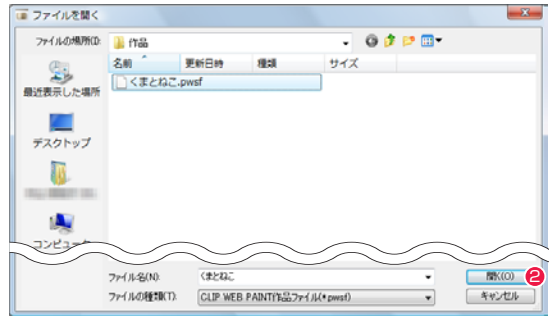 ファイルを開く
ファイルの場所(I):
作品
名前 更新日時 種類 サイズ
くまとねこ.pwsf
最近表示した場所
デスクトップ
コンピュータ
ファイル名(N):
くまとねこ
開く(O)
2
ファイルの種類(T):
CLIP WEB PAINT作品ファイル(*.pwsf)
キャンセル